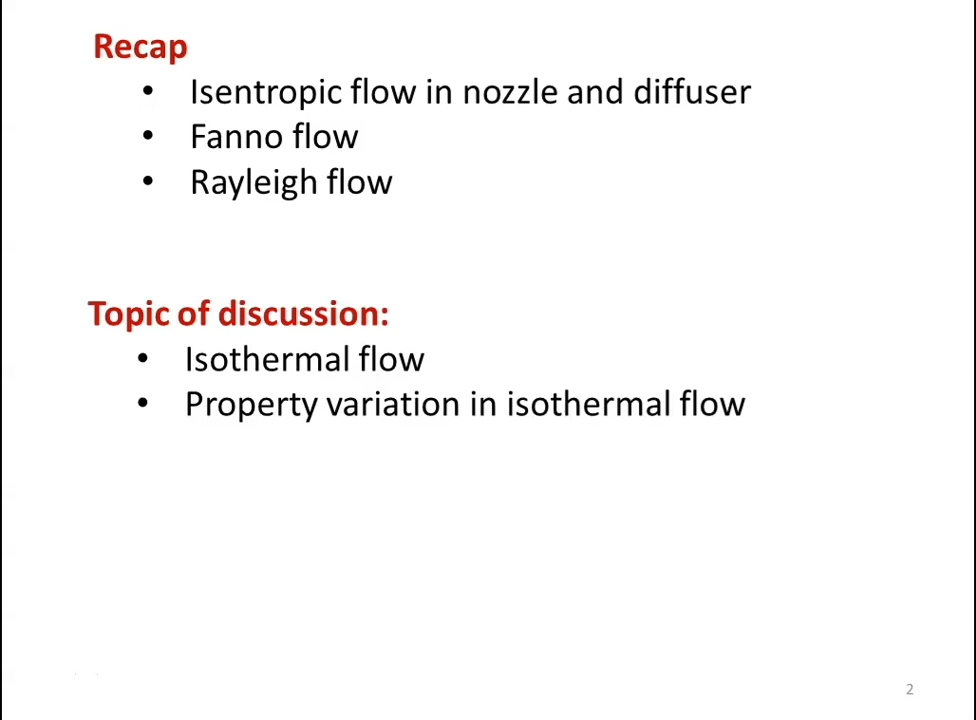 Recap
• Isentropic flow in nozzle and diffuser
• Fanno flow
• Rayleigh flow
Topic of discussion:
• Isothermal flow
• Property variation in isothermal flow
2